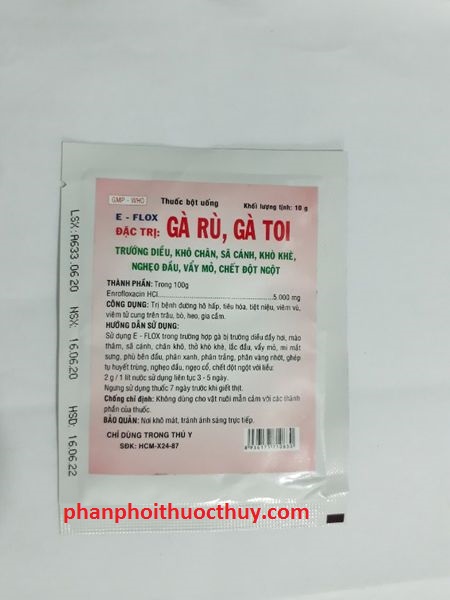 GMP - WHO
Thuốc bột uống
Khối lượng tịnh: 10 g
E - FLOX
ĐẶC TRỊ: GÀ RÙ, GÀ TOI
TRƯỚNG DIỀU, KHÔ CHÂN, SÃ CÁNH, KHÒ KHÈ,
NGHẸO ĐẦU, VẨY MỎ, CHẾT ĐỘT NGỘT
THÀNH PHẦN: Trong 100g
Enrofloxacin HCl.....................................................5.000 mg
CÔNG DỤNG: Trị bệnh đường hô hấp, tiêu hóa, tiệt niệu, viêm vú,
viêm tử cung trên trâu, bò, heo, gia cầm.
HƯỚNG DẪN SỬ DỤNG:
Sử dụng E - FLOX trong trường hợp gà bị trướng diều đầy hơi, mào
thâm, sã cánh, chân khô, thở khò khè, lắc đầu, vẩy mỏ, mi mắt
sưng, phù bên đầu, phân xanh, phân trắng, phân vàng nhớt, ghép
tụ huyết trùng, nghẹo đầu, ngẹo cổ, chết đột ngột với liều:
2 g / 1 lít nước sử dụng liên tục 3 - 5 ngày.
Ngưng sử dụng thuốc 7 ngày trước khi giết thịt.
Chống chỉ định: Không dùng cho vật nuôi mẫn cảm với các thành
phần của thuốc.
BẢO QUẢN: Nơi khô mát, tránh ánh sáng trực tiếp.
CHỈ DÙNG TRONG THÚ Y
SĐK: HCM-X24-87
LSX: A633.06.20 NSX: 16.06.20 HSD: 16.06.22
phanphoithuocthuy.com